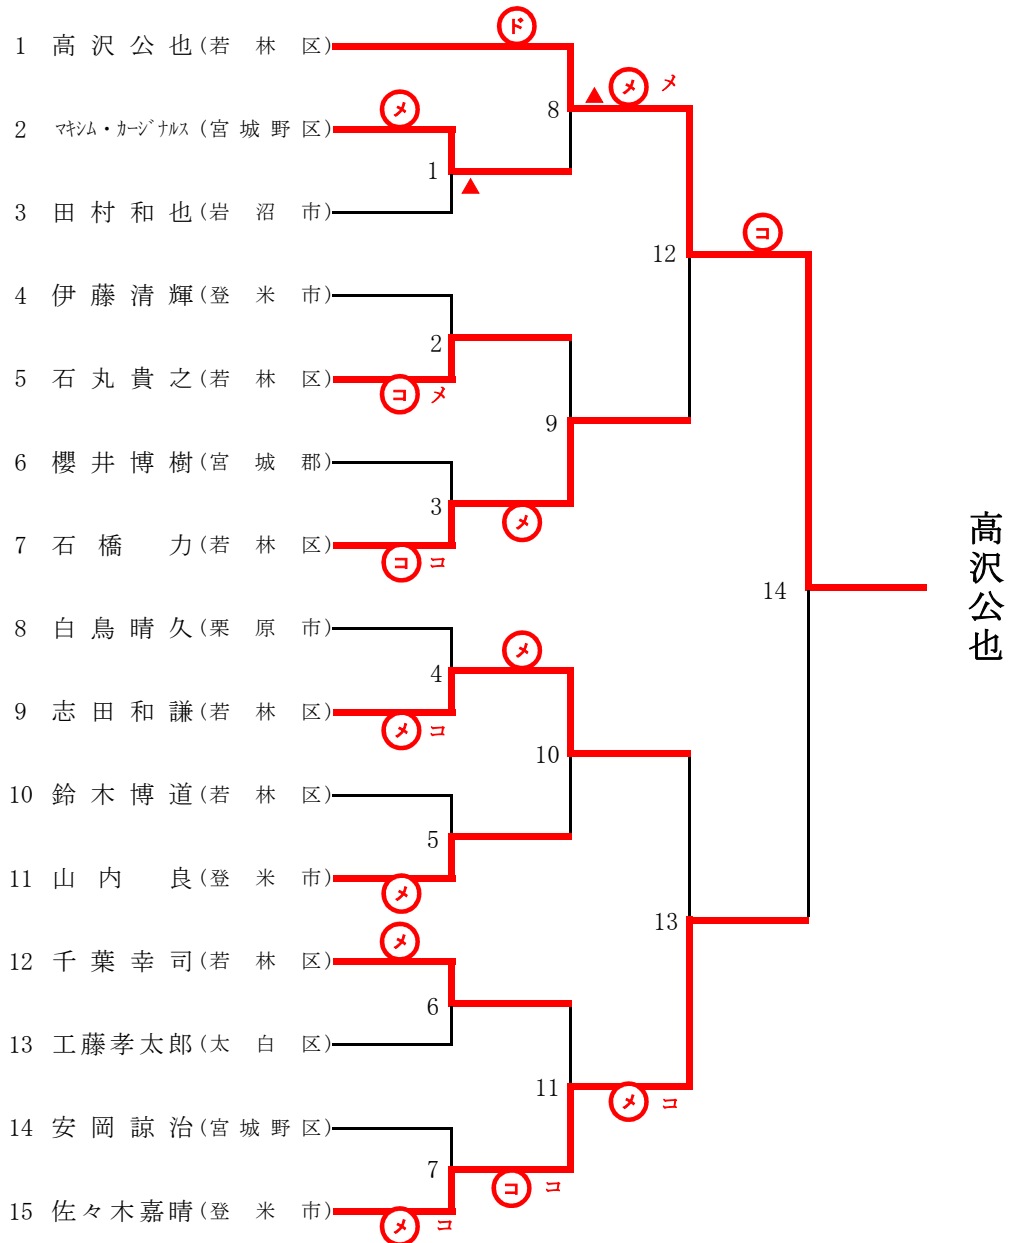 ド
1 高沢公也(若林区)
8 ▲ メ メ
メ
2 マキシム・カージナルス(宮城野区)
1 ▲
3 田村和也(岩沼市)
12 コ
4 伊藤清輝(登米市)
2
5 石丸貴之(若林区)
コ メ
9
6 櫻井博樹(宮城郡)
3
メ
7 石橋力(若林区)
コ コ
高沢公也
14
8 白鳥晴久(栗原市)
メ
4
9 志田和謙(若林区)
メ コ
10
10 鈴木博道(若林区)
5
11 山内良(登米市)
メ
13
メ
12 千葉幸司(若林区)
6
13 工藤孝太郎(太白区)
11
メ コ
14 安岡諒治(宮城野区)
7
コ コ
15 佐々木嘉晴(登米市)
メ コ